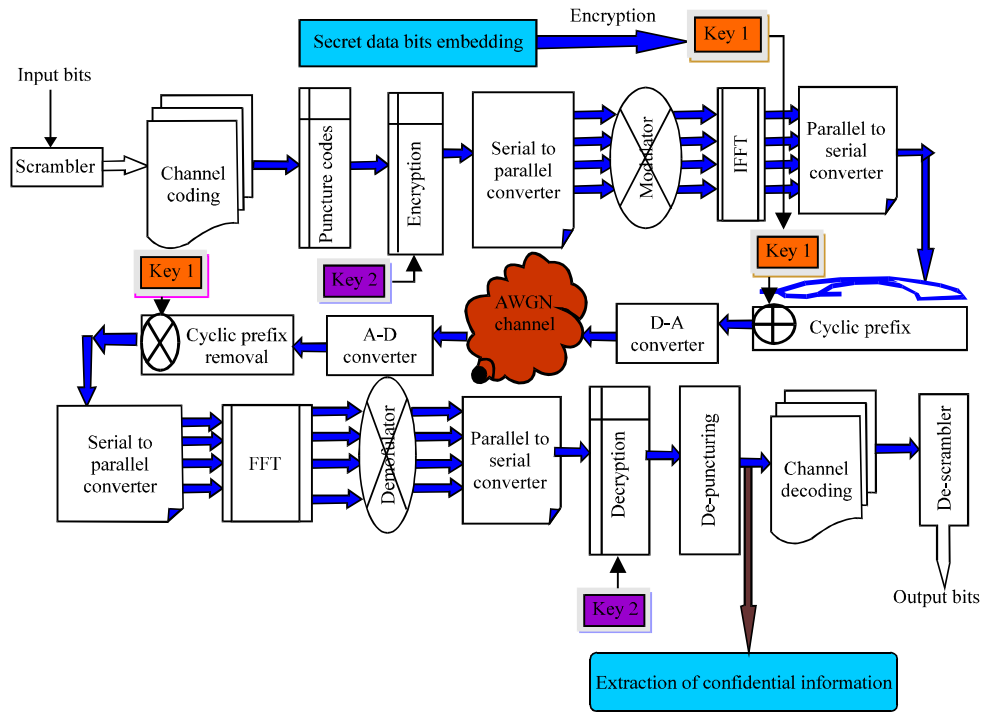 Encryption
Secret data bits embedding
Key 1
Input bits
Scrambler
Channel
coding
Puncture codes
Encryption
Serial to
parallel
converter
Modulator
IFFT
Parallel to
serial
converter
Key 1
Key 2
Key 1
Cyclic prefix
removal
A-D
converter
AWGN
channel
D-A
converter
Cyclic prefix
Serial to
parallel
converter
FFT
Demofulator
Parallel to
serial
converter
Decryption
De-puncturing
Channel
decoding
De-scrambler
Key 2
Output bits
Extraction of confidential information